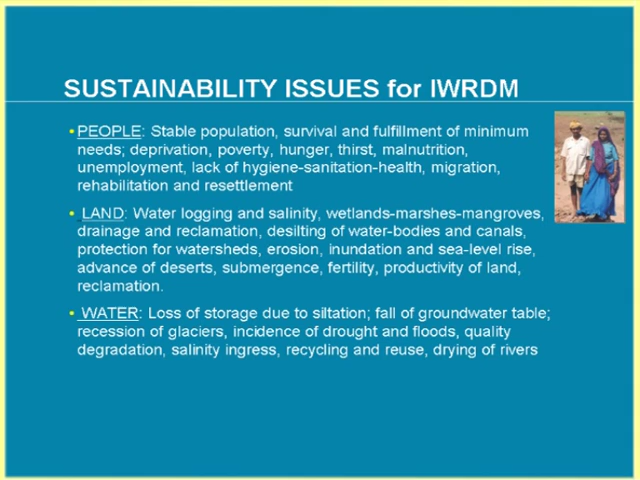 SUSTAINABILITY ISSUES for IWRDM
• PEOPLE: Stable population, survival and fulfillment of minimum
needs; deprivation, poverty, hunger, thirst, malnutrition,
unemployment, lack of hygiene-sanitation-health, migration,
rehabilitation and resettlement
• LAND: Water logging and salinity, wetlands-marshes-mangroves,
drainage and reclamation, desilting of water-bodies and canals,
protection for watersheds, erosion, inundation and sea-level rise,
advance of deserts, submergence, fertility, productivity of land,
reclamation.
• WATER: Loss of storage due to siltation; fall of groundwater table;
recession of glaciers, incidence of drought and floods, quality
degradation, salinity ingress, recycling and reuse, drying of rivers